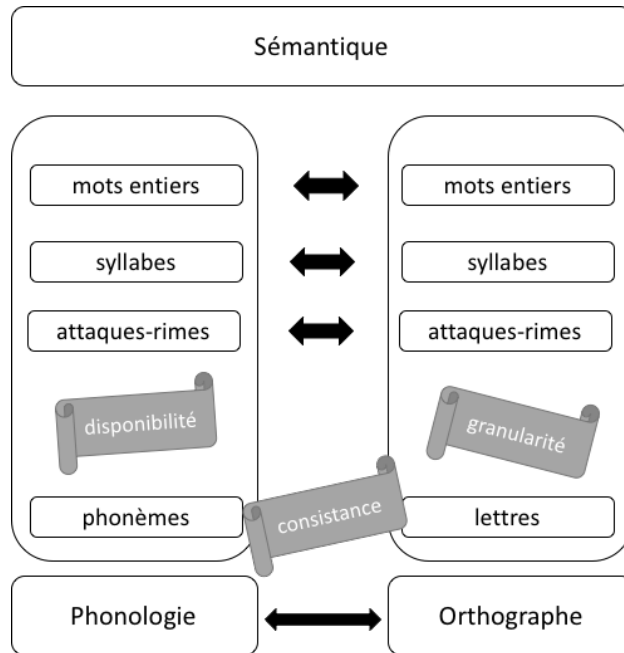 Sémantique
mots entiers
mots entiers
syllabes
syllabes
attaques-rimes
attaques-rimes
disponibilité
granularité
consistance
phonèmes
lettres
Phonologie
Orthographe